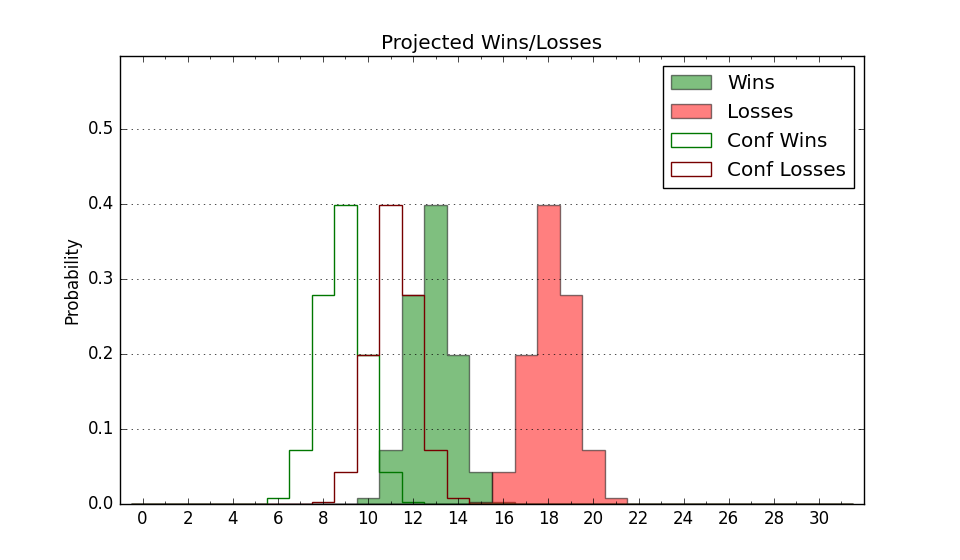 Projected Wins/Losses
Wins
Losses
Conf Wins
Conf Losses
Probability
0.5
0.4
0.3
0.2
0.1
0.0
0 2 4 6 8 10 12 14 16 18 20 22 24 26 28 30